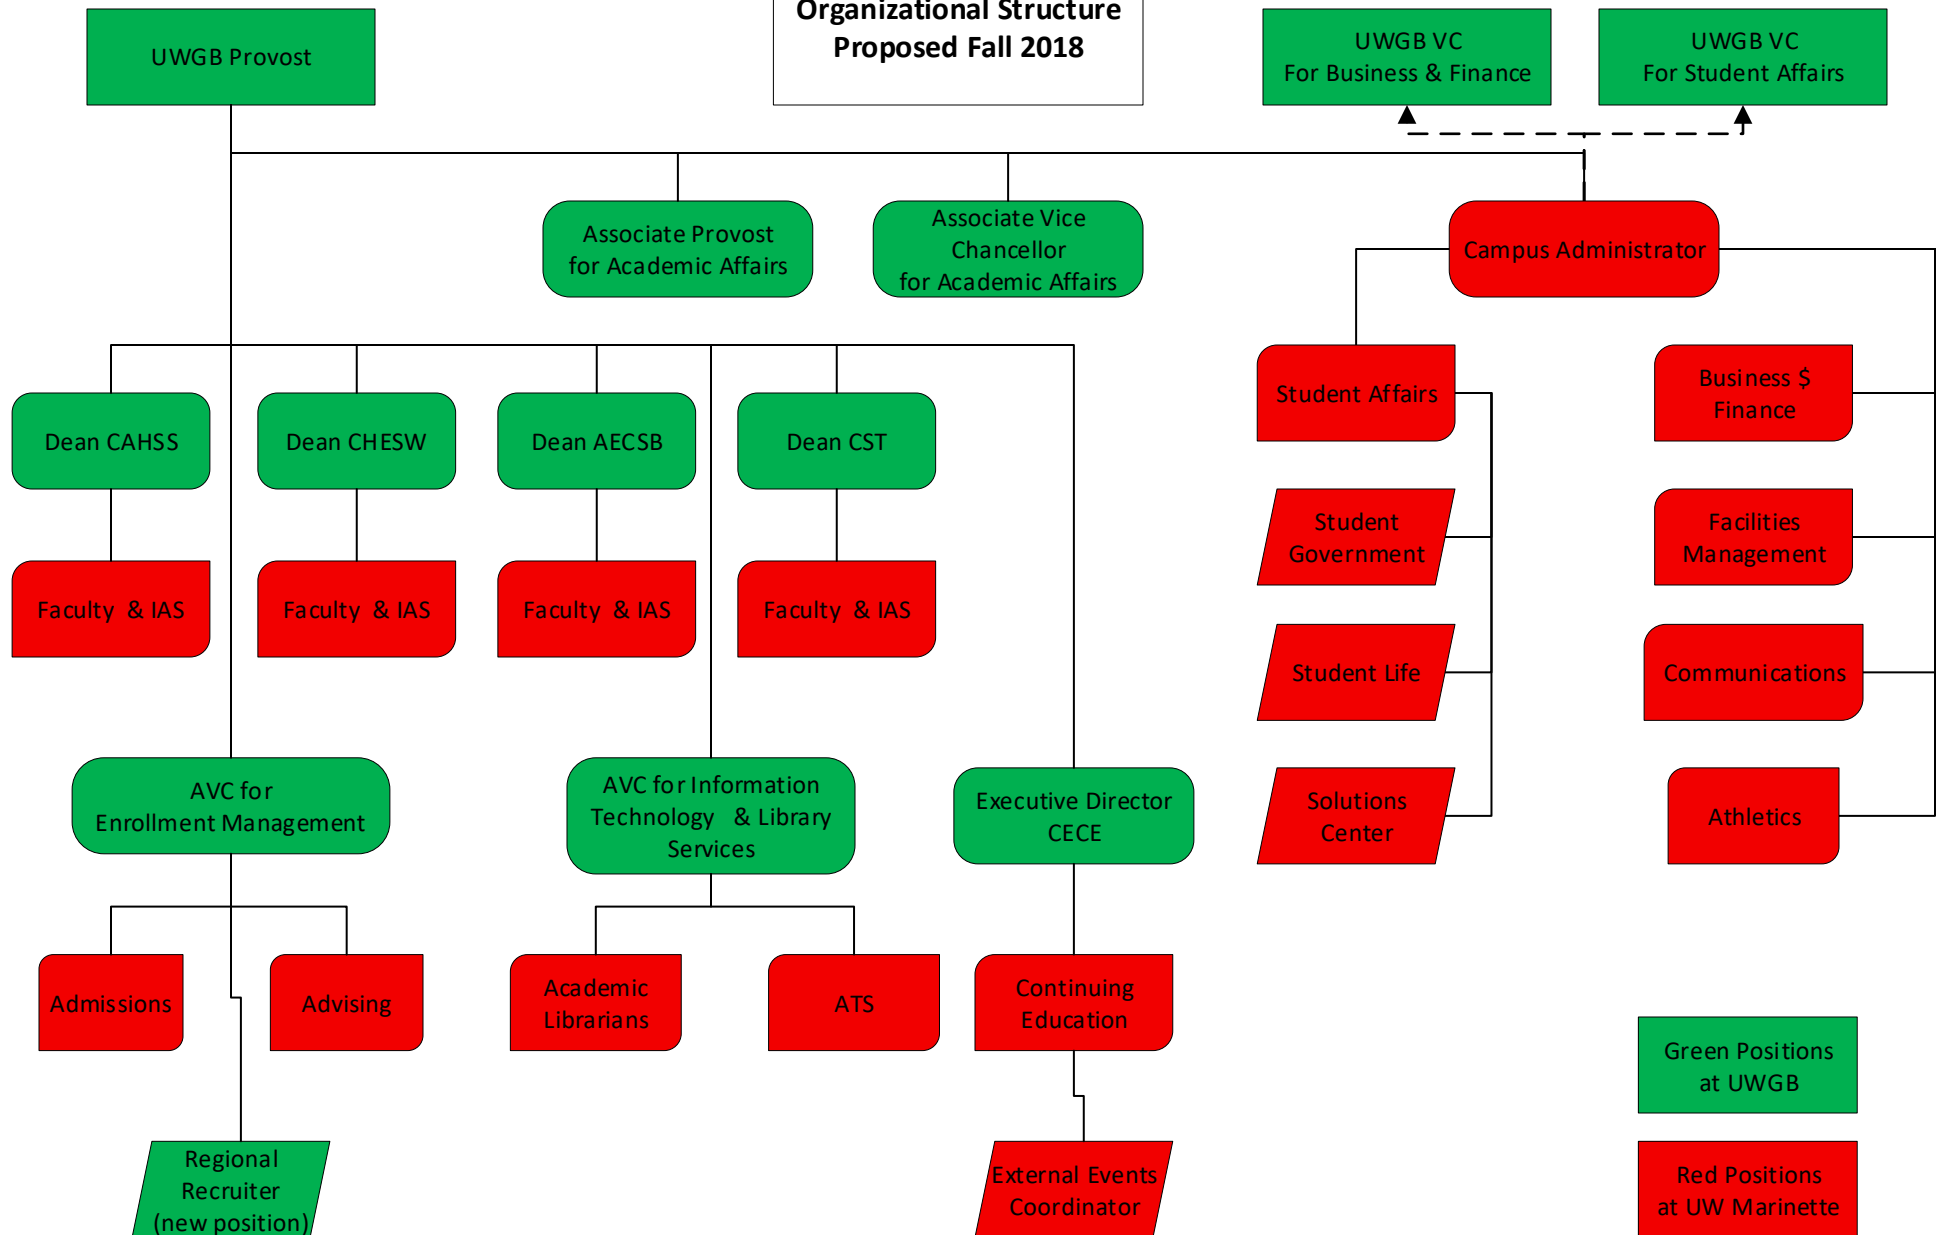 Organizational Structure
Proposed Fall 2018
UWGB Provost
UWGB VC
For Business & Finance
UWGB VC
For Student Affairs
Associate Provost
for Academic Affairs
Associate Vice
Chancellor
for Academic Affairs
Campus Administrator
Student Affairs
Business $
Finance
Dean CAHSS
Dean CHESW
Dean AECSB
Dean CST
Student
Government
Facilities
Management
Faculty & IAS
Faculty & IAS
Faculty & IAS
Faculty & IAS
Student Life
Communications
AVC for
Enrollment Management
AVC for Information
Technology & Library
Services
Executive Director
CECE
Solutions
Center
Athletics
Admissions
Advising
Academic
Librarians
ATS
Continuing
Education
Green Positions
at UWGB
Regional
Recruiter
(new position)
External Events
Coordinator
Red Positions
at UW Marinette